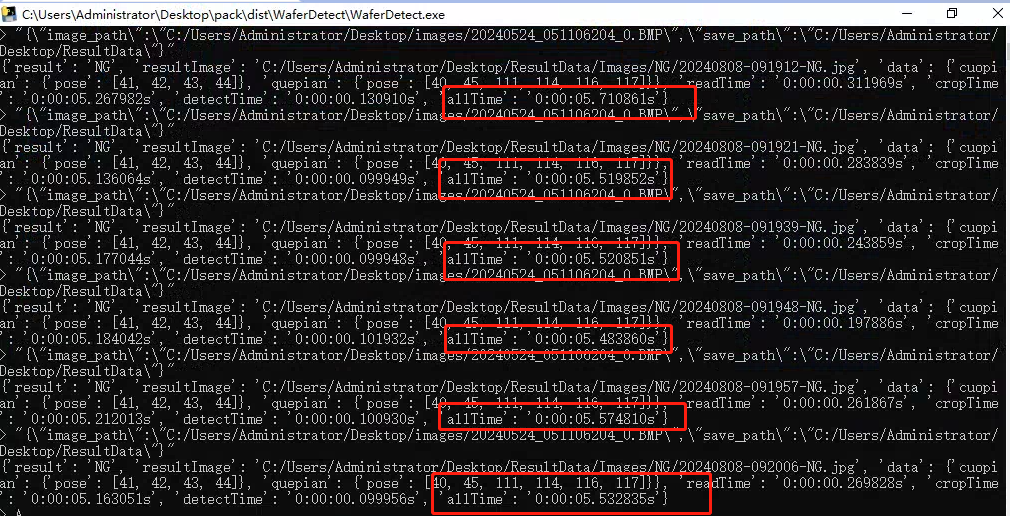 C:\Users\Administrator\Desktop\pack\dist\WaferDetect\WaferDetect.exe
> "{\"image_path\":\"C:/Users/Administrator/Desktop/images/20240524_051106204_0.BMP\",\"save_path\":\"C:/Users/Administrator/
Desktop/ResultData\"}"
{'result': 'NG', 'resultImage': 'C:/Users/Administrator/Desktop/ResultData/Images/NG/20240808-091912-NG.jpg', 'data': {'cuopi
an': {'pose': [41, 42, 43, 44]}, 'quepian': {'pose': [40, 45, 111, 114, 116, 117]}}, 'readTime': '0:00:00.311969s', 'cropTime
': '0:00:05.267982s', 'detectTime': '0:00:00.130910s', 'allTime': '0:00:05.710861s'}
> "{\"image_path\":\"C:/Users/Administrator/Desktop/images/20240524_051106204_0.BMP\",\"save_path\":\"C:/Users/Administrator/
Desktop/ResultData\"}"
{'result': 'NG', 'resultImage': 'C:/Users/Administrator/Desktop/ResultData/Images/NG/20240808-091921-NG.jpg', 'data': {'cuopi
an': {'pose': [41, 42, 43, 44]}, 'quepian': {'pose': [40, 45, 111, 114, 116, 117]}}, 'readTime': '0:00:00.283839s', 'cropTime
': '0:00:05.136064s', 'detectTime': '0:00:00.099949s', 'allTime': '0:00:05.519852s'}
> "{\"image_path\":\"C:/Users/Administrator/Desktop/images/20240524_051106204_0.BMP\",\"save_path\":\"C:/Users/Administrator/
Desktop/ResultData\"}"
{'result': 'NG', 'resultImage': 'C:/Users/Administrator/Desktop/ResultData/Images/NG/20240808-091939-NG.jpg', 'data': {'cuopi
an': {'pose': [41, 42, 43, 44]}, 'quepian': {'pose': [40, 45, 111, 114, 116, 117]}}, 'readTime': '0:00:00.243859s', 'cropTime
': '0:00:05.177044s', 'detectTime': '0:00:00.099948s', 'allTime': '0:00:05.520851s'}
> "{\"image_path\":\"C:/Users/Administrator/Desktop/images/20240524_051106204_0.BMP\",\"save_path\":\"C:/Users/Administrator/
Desktop/ResultData\"}"
{'result': 'NG', 'resultImage': 'C:/Users/Administrator/Desktop/ResultData/Images/NG/20240808-091948-NG.jpg', 'data': {'cuopi
an': {'pose': [41, 42, 43, 44]}, 'quepian': {'pose': [40, 45, 111, 114, 116, 117]}}, 'readTime': '0:00:00.197886s', 'cropTime
': '0:00:05.184042s', 'detectTime': '0:00:00.101932s', 'allTime': '0:00:05.483860s'}
> "{\"image_path\":\"C:/Users/Administrator/Desktop/images/20240524_051106204_0.BMP\",\"save_path\":\"C:/Users/Administrator/
Desktop/ResultData\"}"
{'result': 'NG', 'resultImage': 'C:/Users/Administrator/Desktop/ResultData/Images/NG/20240808-091957-NG.jpg', 'data': {'cuopi
an': {'pose': [41, 42, 43, 44]}, 'quepian': {'pose': [40, 45, 111, 114, 116, 117]}}, 'readTime': '0:00:00.261867s', 'cropTime
': '0:00:05.212013s', 'detectTime': '0:00:00.100930s', 'allTime': '0:00:05.574810s'}
> "{\"image_path\":\"C:/Users/Administrator/Desktop/images/20240524_051106204_0.BMP\",\"save_path\":\"C:/Users/Administrator/
Desktop/ResultData\"}"
{'result': 'NG', 'resultImage': 'C:/Users/Administrator/Desktop/ResultData/Images/NG/20240808-092006-NG.jpg', 'data': {'cuopi
an': {'pose': [41, 42, 43, 44]}, 'quepian': {'pose': [40, 45, 111, 114, 116, 117]}}, 'readTime': '0:00:00.269828s', 'cropTime
': '0:00:05.163051s', 'detectTime': '0:00:00.099956s', 'allTime': '0:00:05.532835s'}
>